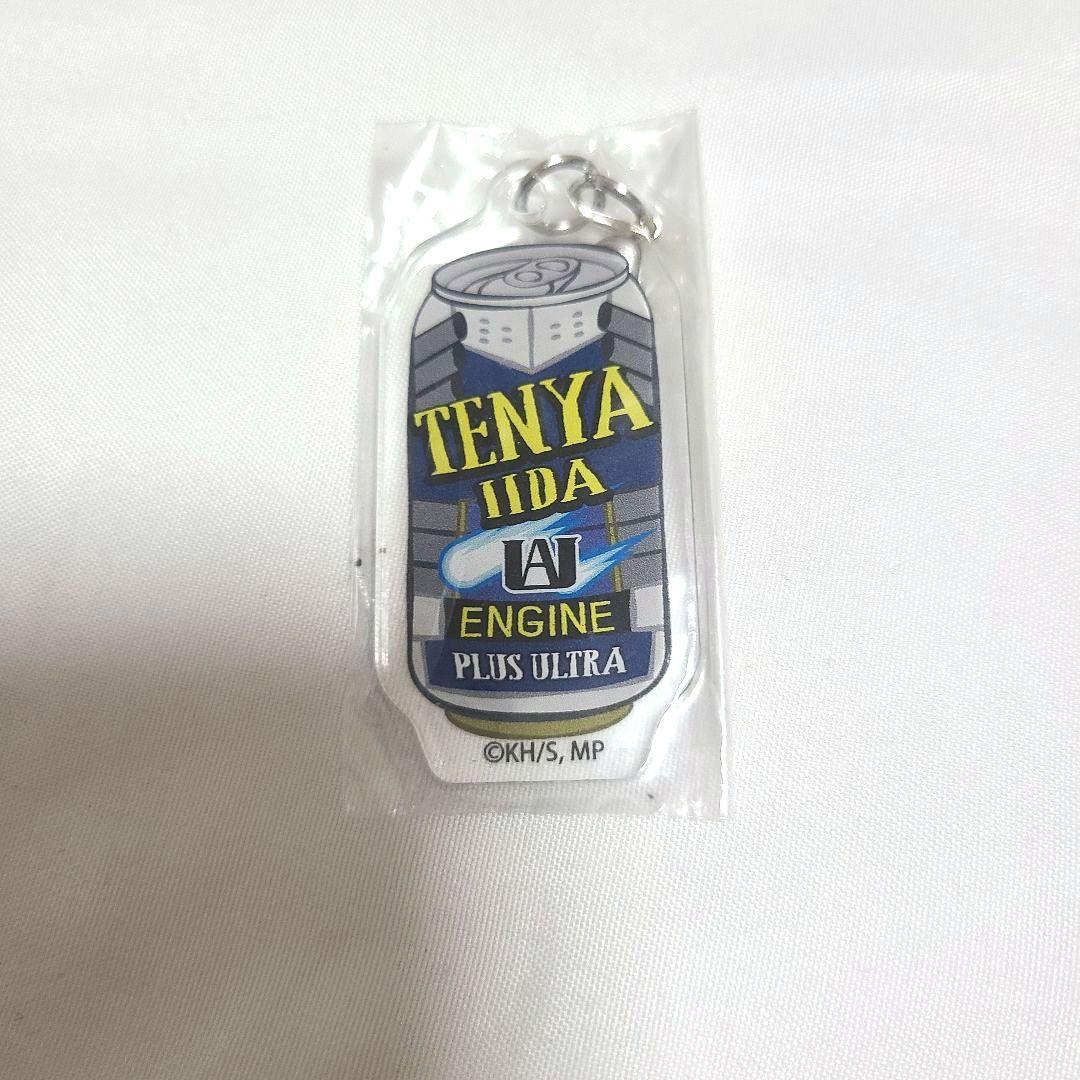 TENYA
IIDA
UA
ENGINE
PLUS ULTRA
©KH/S, MP